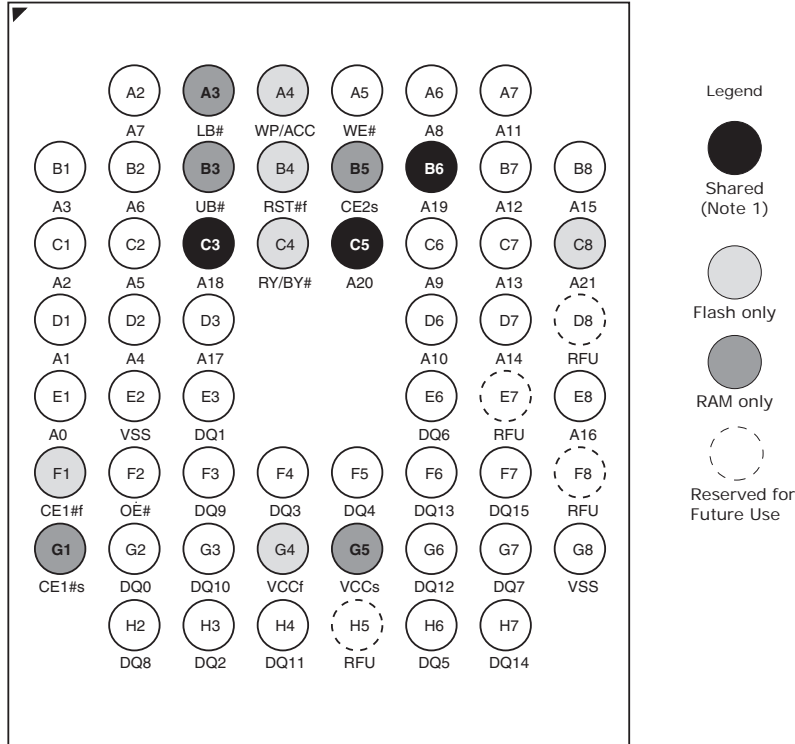 A2 A3 A4 A5 A6 A7
A7 LB# WP/ACC WE# A8 A11
B1 B2 B3 B4 B5 B6 B7 B8
A3 A6 UB# RST#f CE2s A19 A12 A15
C1 C2 C3 C4 C5 C6 C7 C8
A2 A5 A18 RY/BY# A20 A9 A13 A21
D1 D2 D3 D6 D7 D8
A1 A4 A17 A10 A14 RFU
E1 E2 E3 E6 E7 E8
A0 VSS DQ1 DQ6 RFU A16
F1 F2 F3 F4 F5 F6 F7 F8
CE1#f OE# DQ9 DQ3 DQ4 DQ13 DQ15 RFU
G1 G2 G3 G4 G5 G6 G7 G8
CE1#s DQ0 DQ10 VCCf VCCs DQ12 DQ7 VSS
H2 H3 H4 H5 H6 H7
DQ8 DQ2 DQ11 RFU DQ5 DQ14
Legend
Shared
(Note 1)
Flash only
RAM only
Reserved for
Future Use